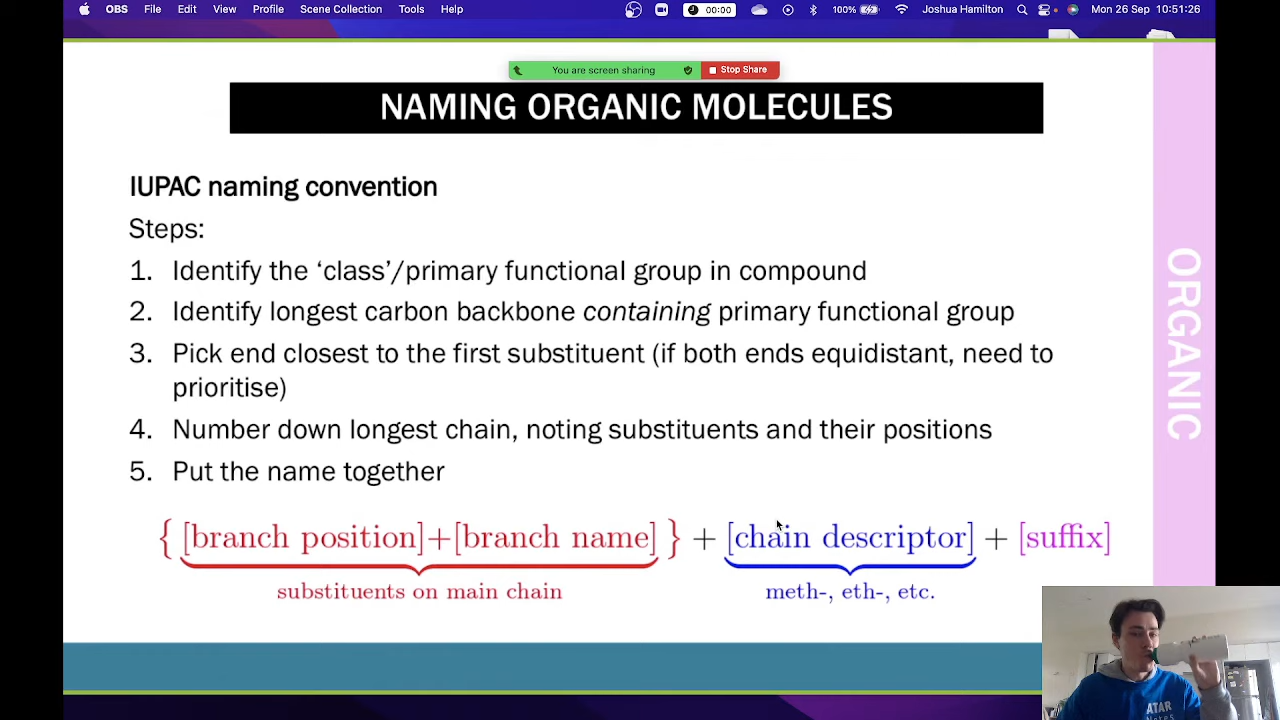 OBS File Edit View Profile Scene Collection Tools Help 00:00 100% Joshua Hamilton Mon 26 Sep 10:51:26
You are screen sharing Stop Share
NAMING ORGANIC MOLECULES
IUPAC naming convention
Steps:
1. Identify the ‘class’/primary functional group in compound
2. Identify longest carbon backbone containing primary functional group
3. Pick end closest to the first substituent (if both ends equidistant, need to
prioritise)
4. Number down longest chain, noting substituents and their positions
5. Put the name together
{ [branch position]+[branch name] } + [chain descriptor] + [suffix]
substituents on main chain meth-, eth-, etc.
ORGANIC
ATAR
Notes